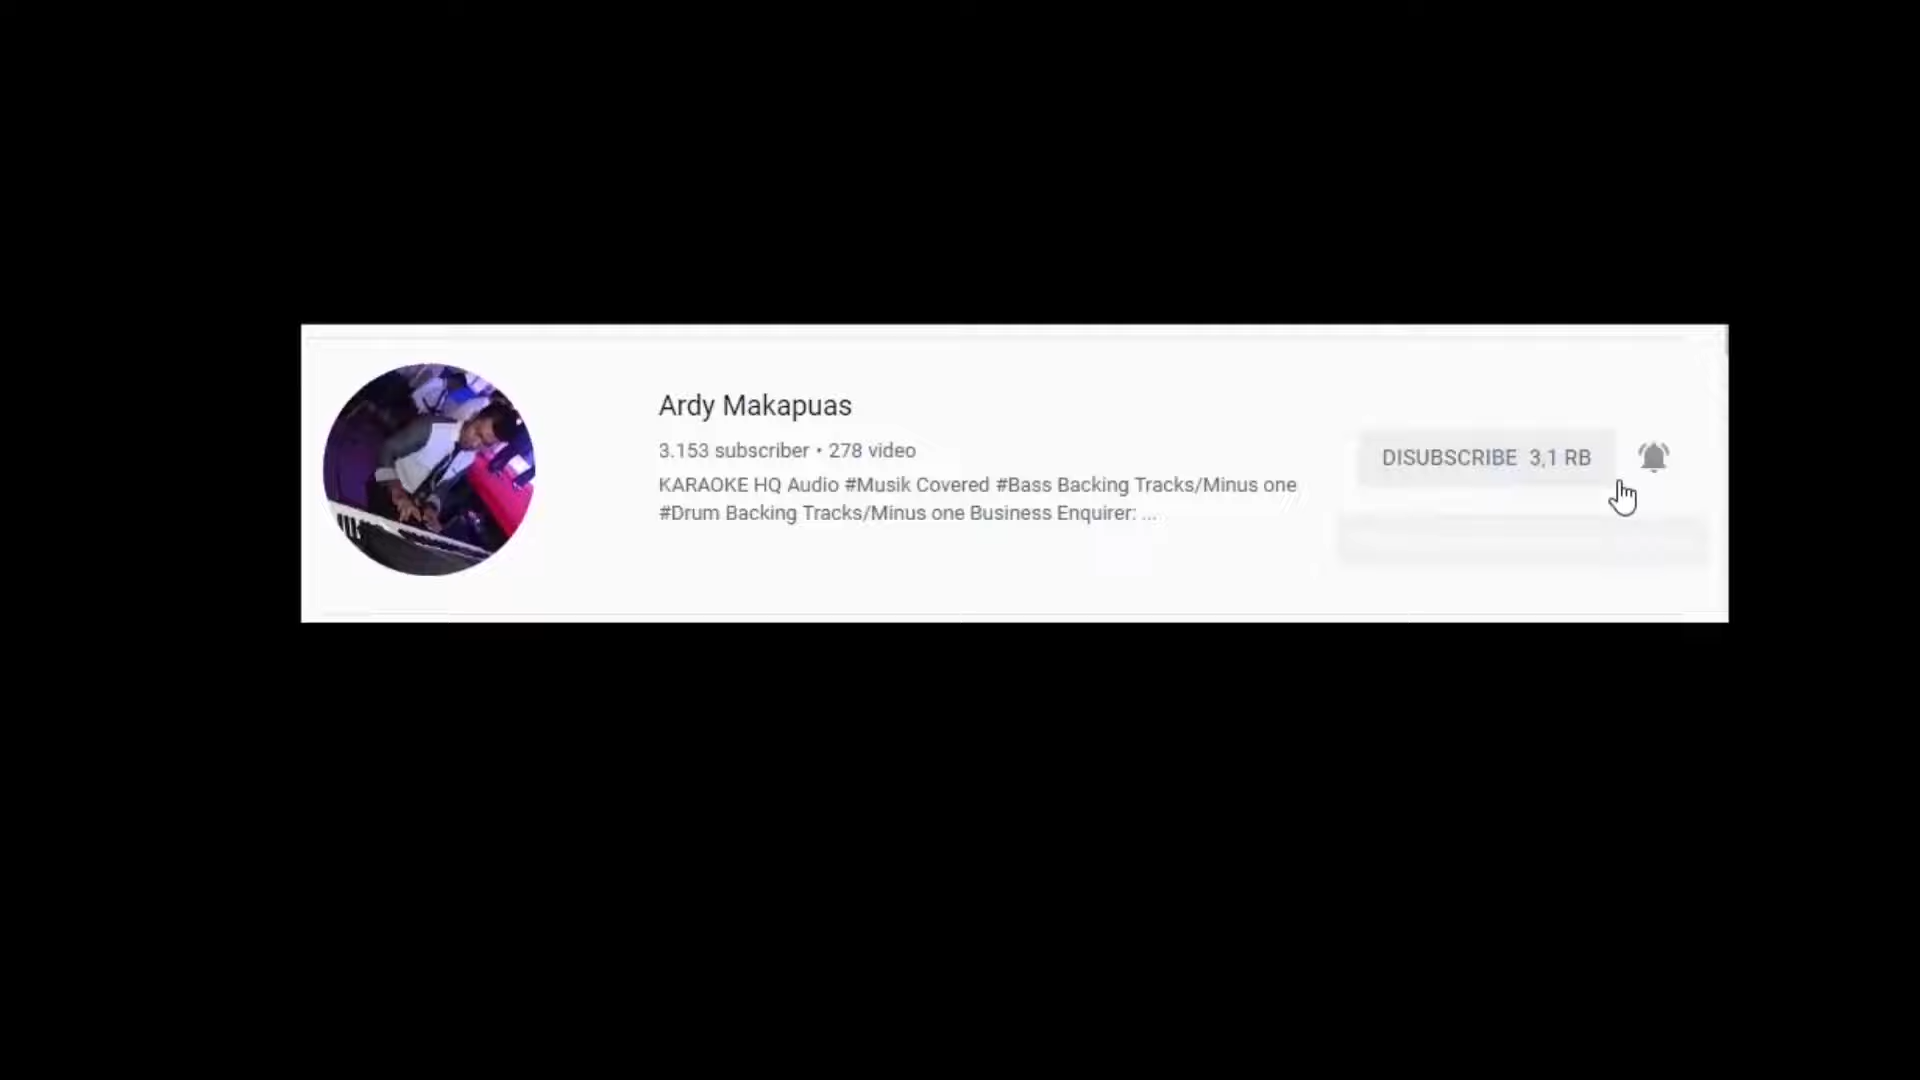 Ardy Makapuas
3.153 subscriber • 278 video
KARAOKE HQ Audio #Musik Covered #Bass Backing Tracks/Minus one
#Drum Backing Tracks/Minus one Business Enquirer: ...
DISUBSCRIBE 3,1 RB